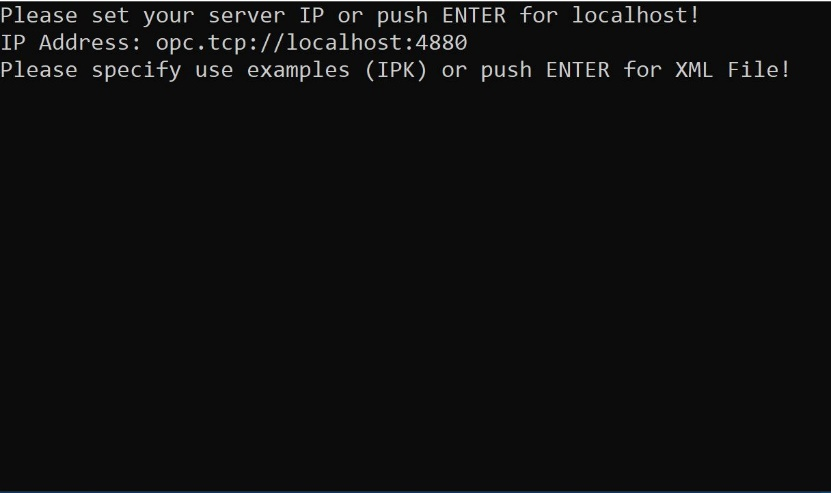 Please set your server IP or push ENTER for localhost!
IP Address: opc.tcp://localhost:4880
Please specify use examples (IPK) or push ENTER for XML File!